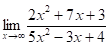 lim x→∞ (2x² + 7x + 3)/(5x² − 3x + 4)